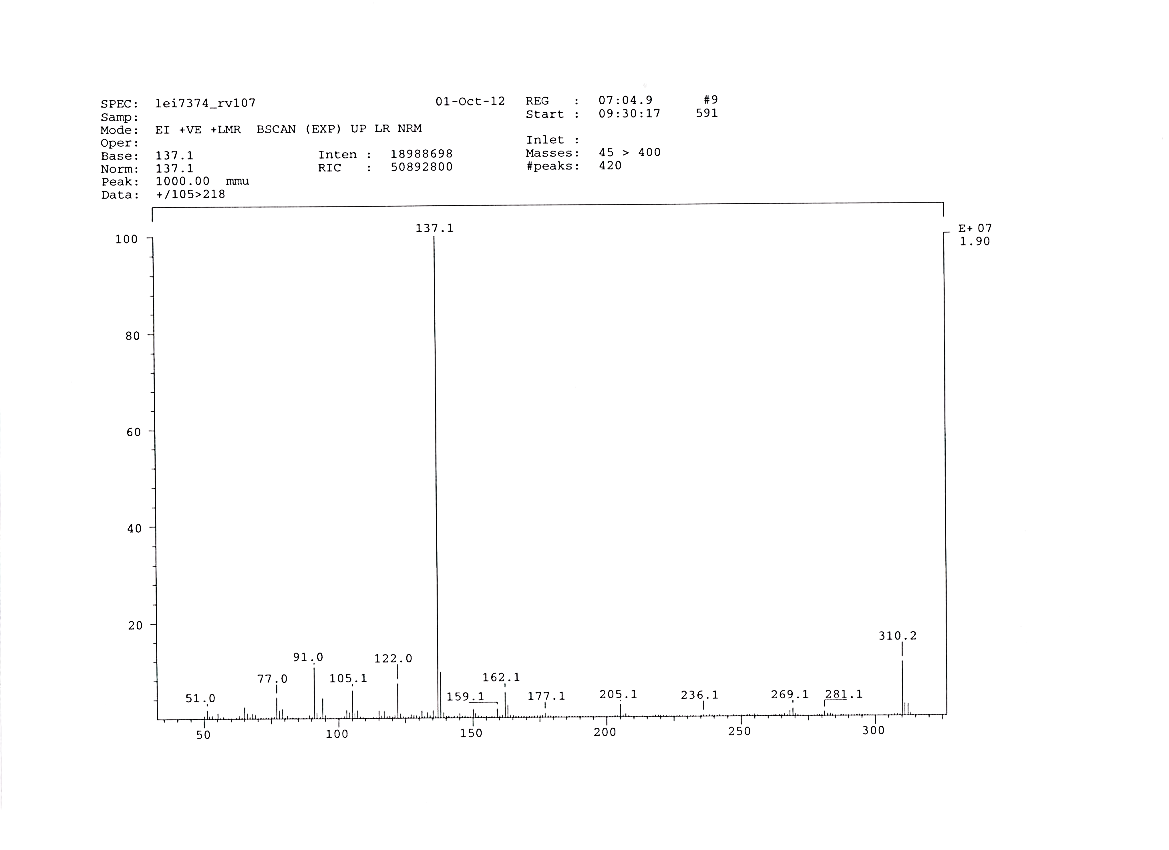 SPEC: lei7374_rv107 01-Oct-12 REG : 07:04.9 #9
Samp: Start : 09:30:17 591
Mode: EI +VE +LMR BSCAN (EXP) UP LR NRM
Oper: Inlet :
Base: 137.1 Inten : 18988698 Masses: 45 > 400
Norm: 137.1 RIC : 50892800 #peaks: 420
Peak: 1000.00 mmu
Data: +/105>218
137.1 E+ 07
100 1.90
80
60
40
20 310.2
91.0 122.0
77.0 105.1 162.1
51.0 159.1 177.1 205.1 236.1 269.1 281.1
50 100 150 200 250 300